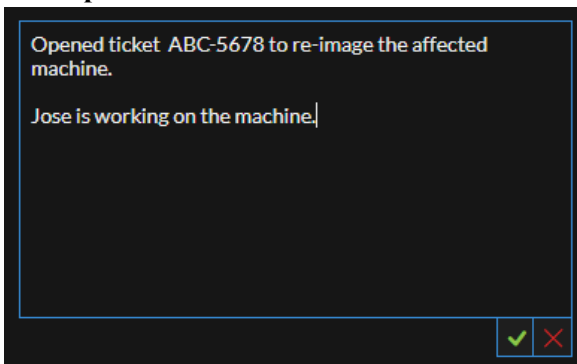 Opened ticket  ABC-5678 to re-image the affected
machine.
Jose is working on the machine.